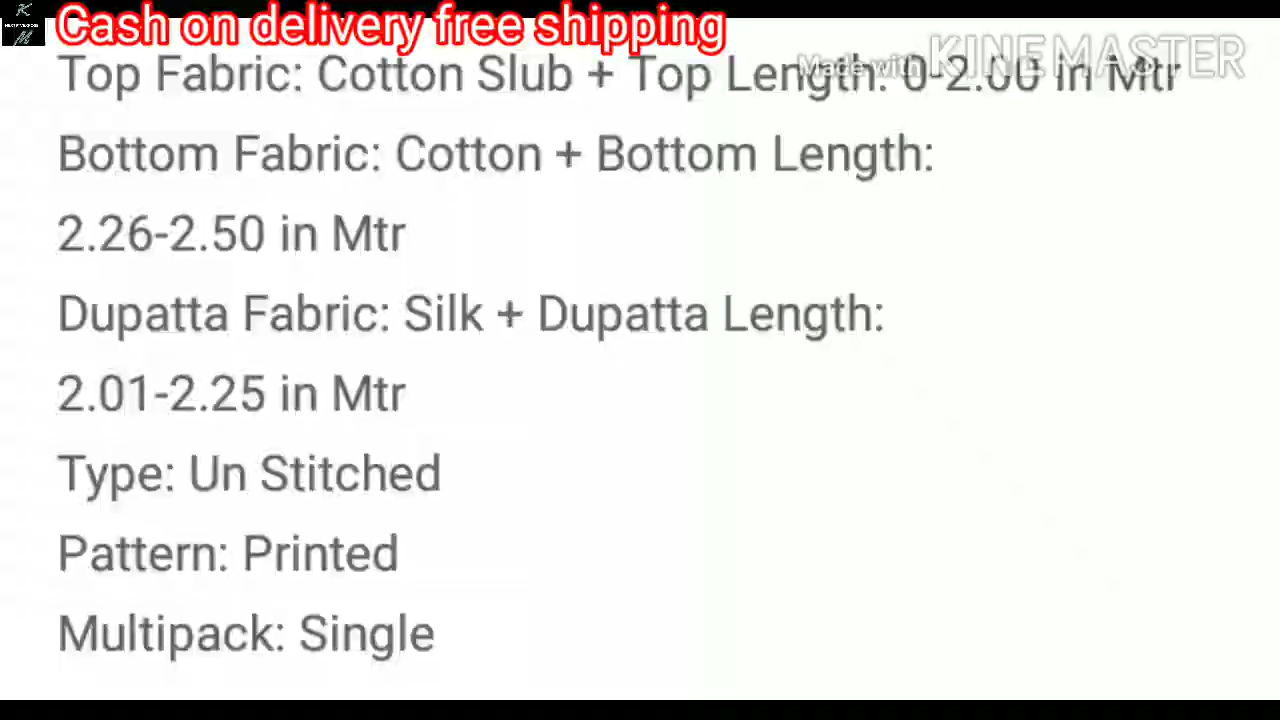 Cash on delivery free shipping
Made with KINEMASTER
Top Fabric: Cotton Slub + Top Length: 0-2.00 in Mtr
Bottom Fabric: Cotton + Bottom Length:
2.26-2.50 in Mtr
Dupatta Fabric: Silk + Dupatta Length:
2.01-2.25 in Mtr
Type: Un Stitched
Pattern: Printed
Multipack: Single